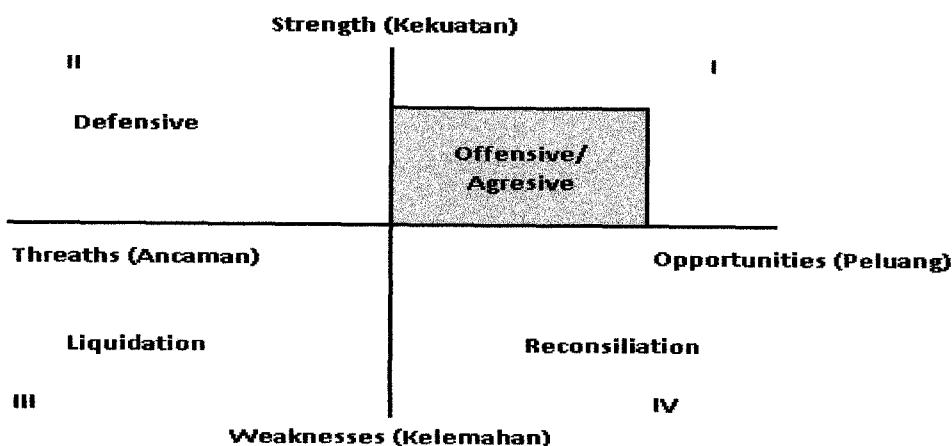 Strength (Kekuatan)
II
I
Defensive
Offensive/
Agresive
Threaths (Ancaman)
Opportunities (Peluang)
Liquidation
Reconsiliation
III
IV
Weaknesses (Kelemahan)